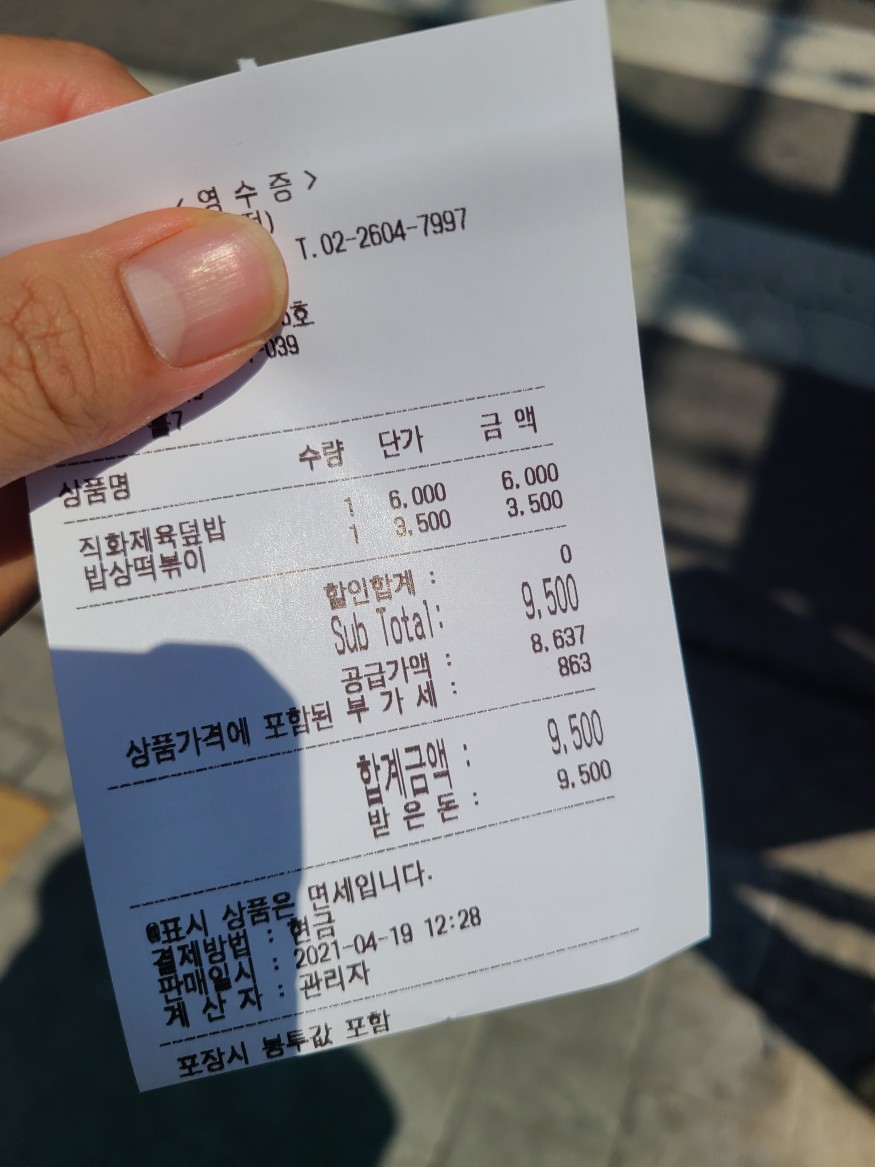 < 영 수 증 >
T.02-2604-7997
호
-039
홀7
상품명 수량 단가 금 액
직화제육덮밥 1 6,000 6,000
밥상떡볶이 1 3,500 3,500
할인합계 : 0
Sub Total: 9,500
공급가액 : 8,637
상품가격에 포함된 부 가 세 : 863
합계금액 : 9,500
받 은 돈 : 9,500
@표시 상품은 면세입니다.
결제방법 : 현금
판매일시 : 2021-04-19 12:28
계 산 자 : 관리자
포장시 봉투값 포함